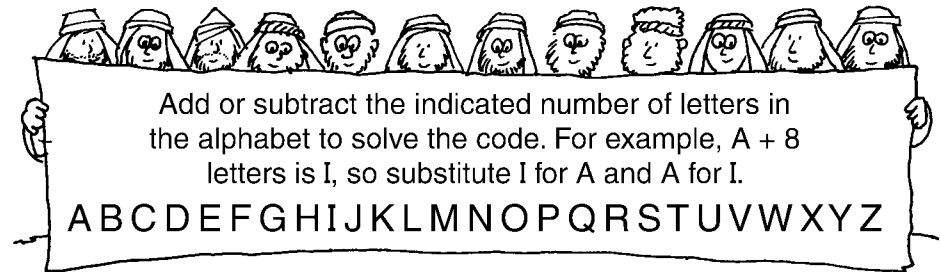 Add or subtract the indicated number of letters in
the alphabet to solve the code. For example, A + 8
letters is I, so substitute I for A and A for I.
A B C D E F G H I J K L M N O P Q R S T U V W X Y Z